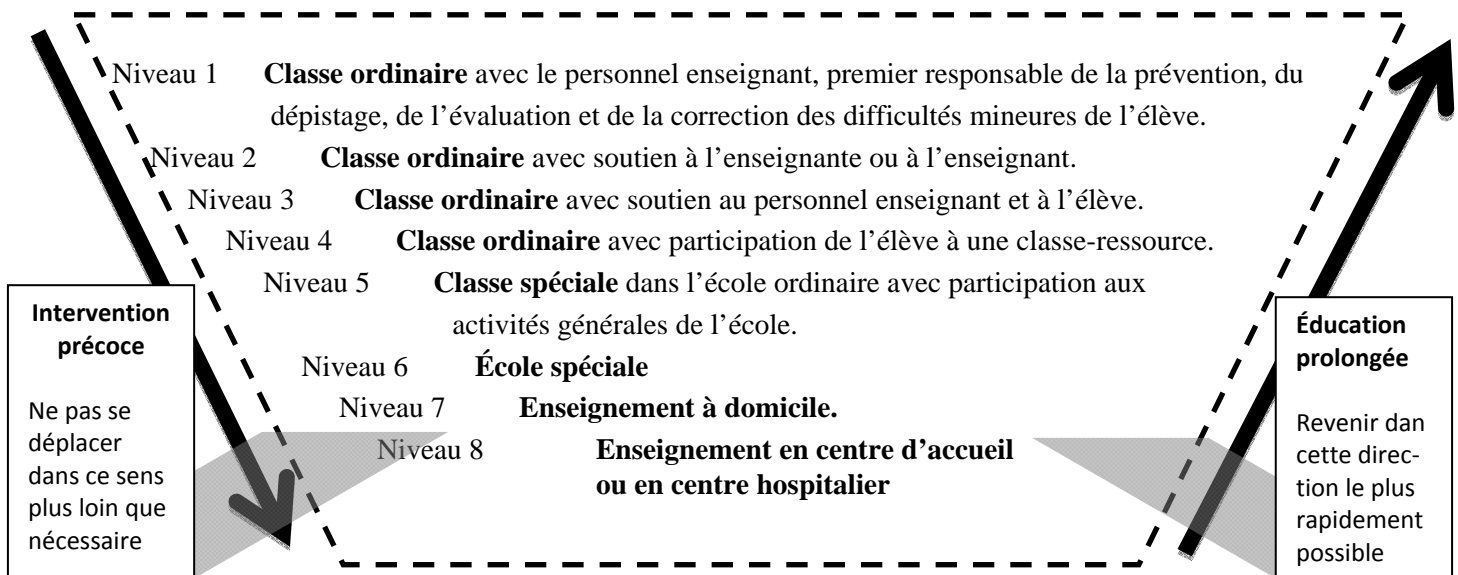 Niveau 1 Classe ordinaire avec le personnel enseignant, premier responsable de la prévention, du
dépistage, de l’évaluation et de la correction des difficultés mineures de l’élève.
Niveau 2 Classe ordinaire avec soutien à l’enseignante ou à l’enseignant.
Niveau 3 Classe ordinaire avec soutien au personnel enseignant et à l’élève.
Niveau 4 Classe ordinaire avec participation de l’élève à une classe-ressource.
Niveau 5 Classe spéciale dans l’école ordinaire avec participation aux
activités générales de l’école.
Niveau 6 École spéciale
Niveau 7 Enseignement à domicile.
Niveau 8 Enseignement en centre d’accueil
ou en centre hospitalier
Intervention
précoce
Ne pas se
déplacer
dans ce sens
plus loin que
nécessaire
Éducation
prolongée
Revenir dan
cette direc-
tion le plus
rapidement
possible